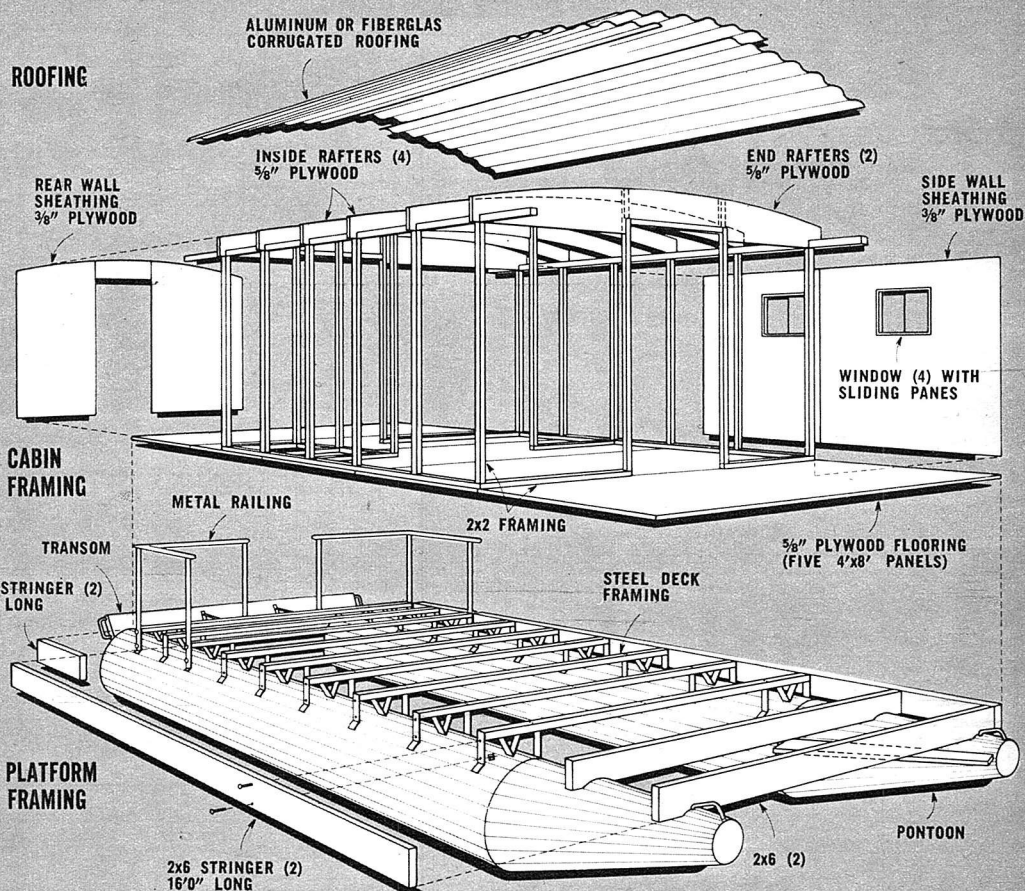 ALUMINUM OR FIBERGLAS
CORRUGATED ROOFING
ROOFING
INSIDE RAFTERS (4)
5/8" PLYWOOD
END RAFTERS (2)
5/8" PLYWOOD
REAR WALL
SHEATHING
3/8" PLYWOOD
SIDE WALL
SHEATHING
3/8" PLYWOOD
WINDOW (4) WITH
SLIDING PANES
CABIN
FRAMING
2x2 FRAMING
5/8" PLYWOOD FLOORING
(FIVE 4'x8' PANELS)
METAL RAILING
TRANSOM
STRINGER (2)
LONG
STEEL DECK
FRAMING
PLATFORM
FRAMING
2x6 STRINGER (2)
16'0" LONG
2x6 (2)
PONTOON